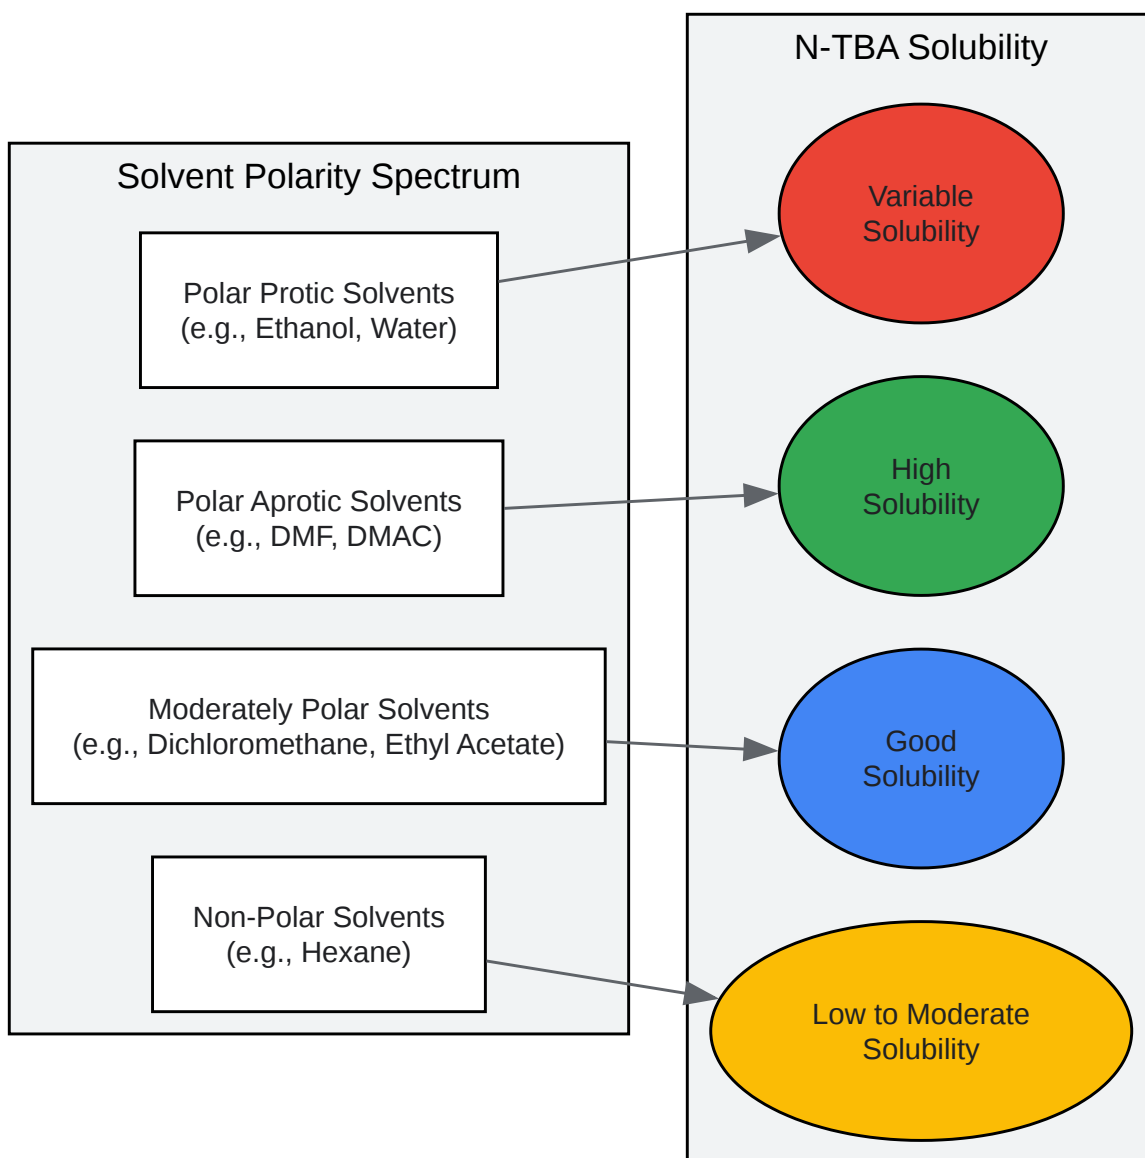 N-TBA Solubility
Solvent Polarity Spectrum
Polar Protic Solvents
(e.g., Ethanol, Water)
Variable
Solubility
Polar Aprotic Solvents
(e.g., DMF, DMAC)
High
Solubility
Moderately Polar Solvents
(e.g., Dichloromethane, Ethyl Acetate)
Good
Solubility
Non-Polar Solvents
(e.g., Hexane)
Low to Moderate
Solubility